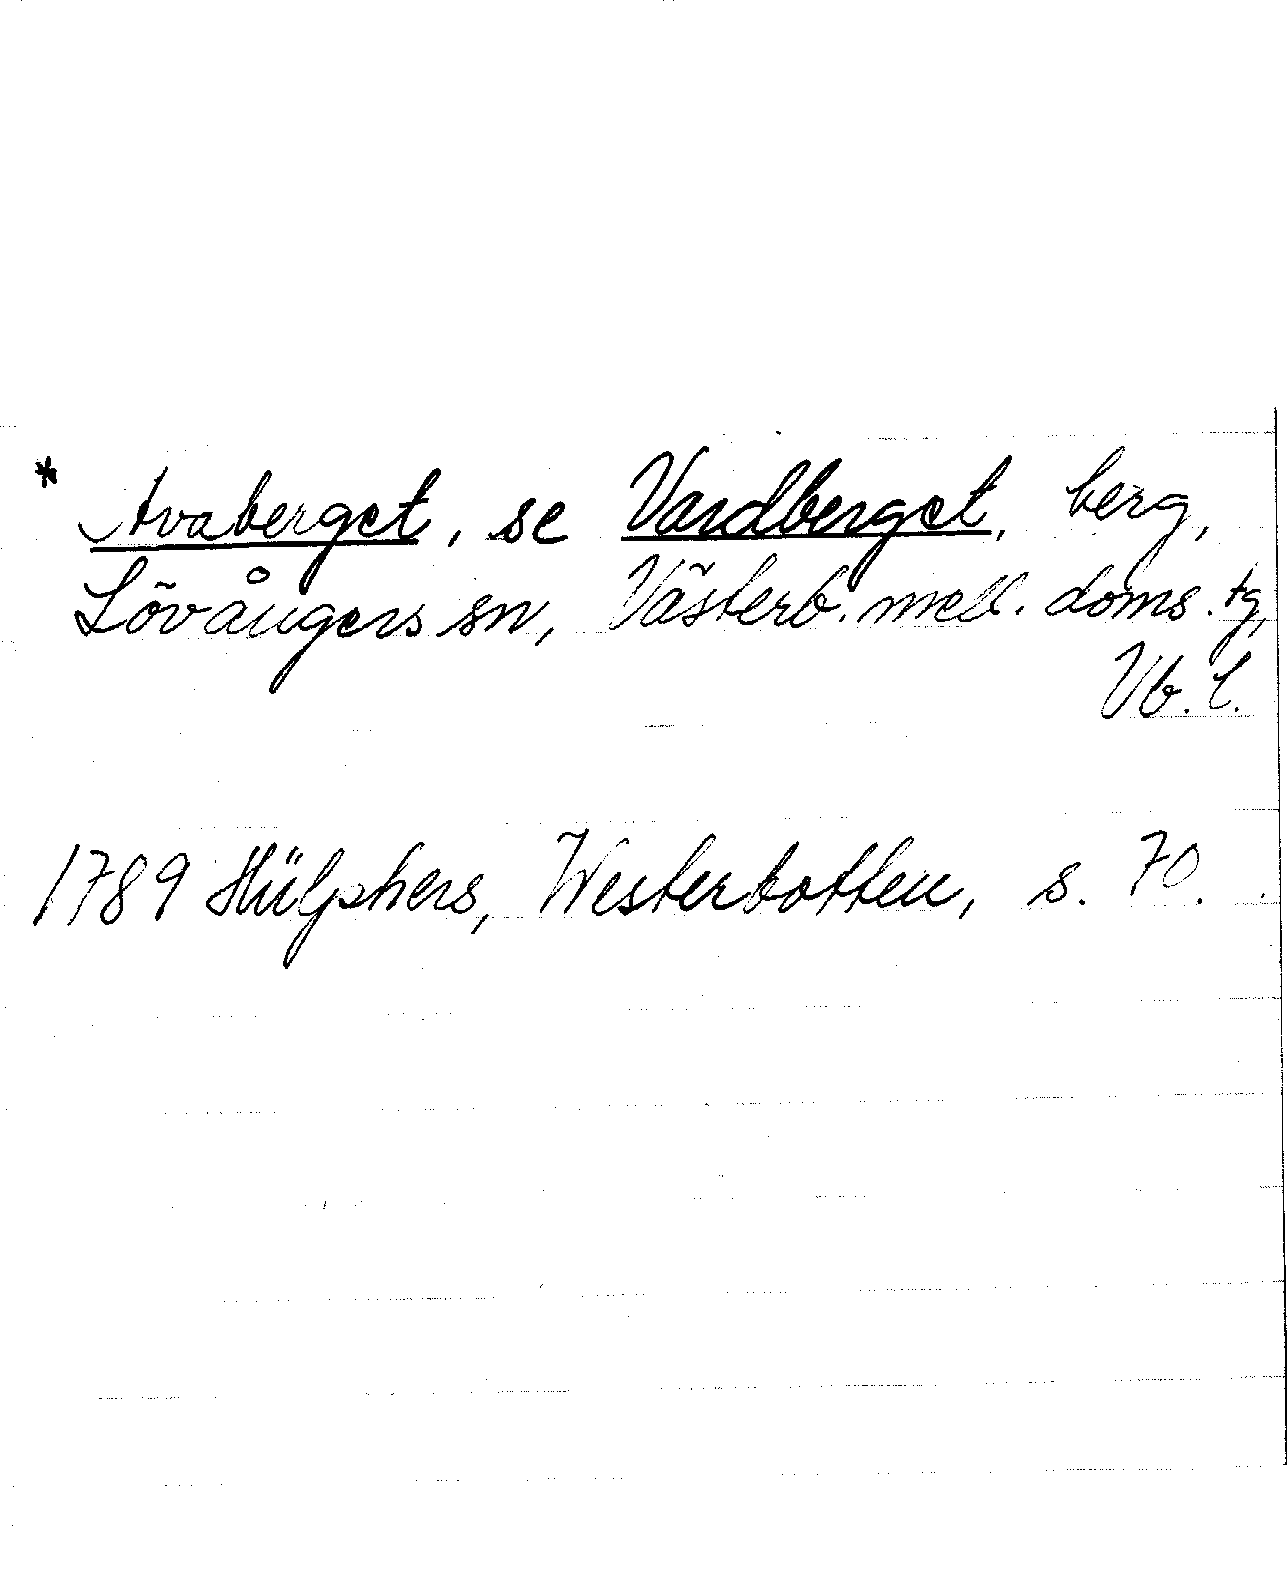 * Avaberget, se Vardberget, berg,
Lövångers sn, Västerb. mell. doms. tg,
Vb. l.
1789 Hülphers, Westerbotten, s. 70.